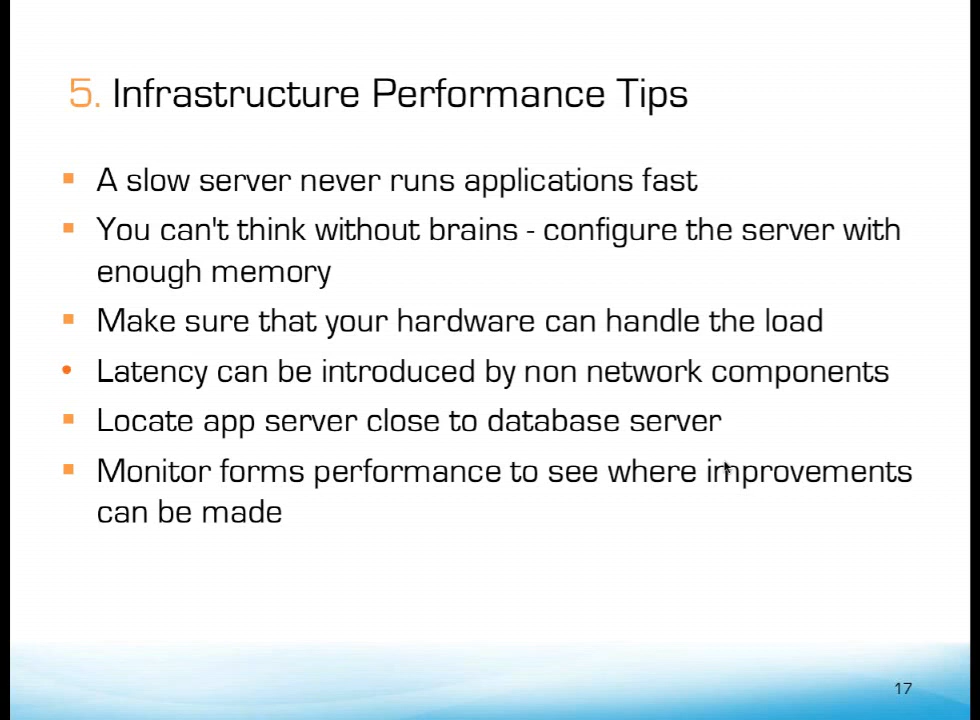 5. Infrastructure Performance Tips
A slow server never runs applications fast
You can't think without brains - configure the server with
enough memory
Make sure that your hardware can handle the load
Latency can be introduced by non network components
Locate app server close to database server
Monitor forms performance to see where improvements
can be made
17